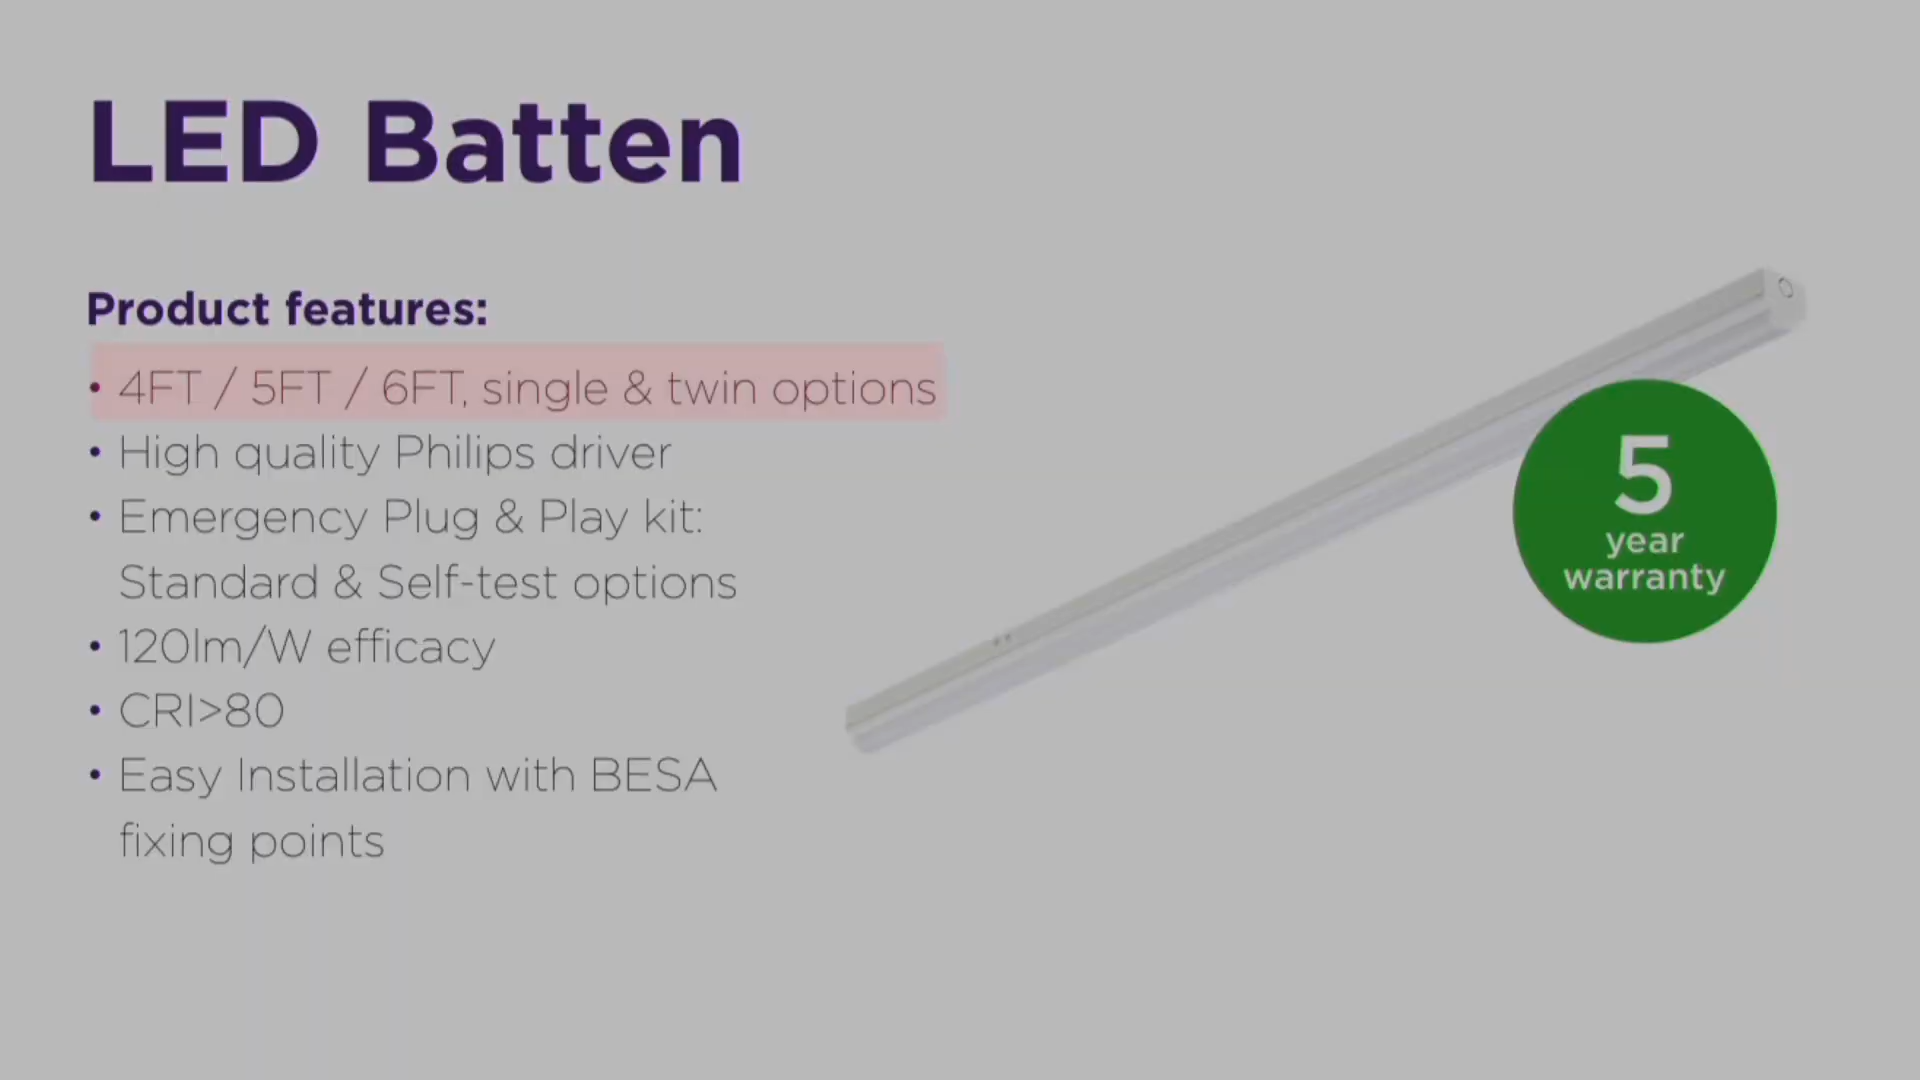 LED Batten
Product features:
• 4FT / 5FT / 6FT, single & twin options
• High quality Philips driver
• Emergency Plug & Play kit:
Standard & Self-test options
• 120lm/W efficacy
• CRI>80
• Easy Installation with BESA
fixing points
5
year
warranty